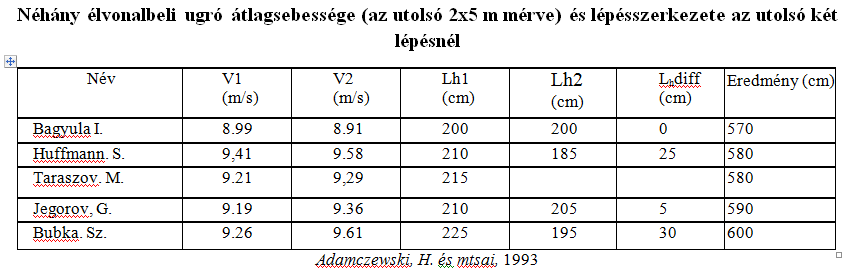 Néhány élvonalbeli ugró átlagsebessége (az utolsó 2x5 m mérve) és lépésszerkezete az utolsó két
lépésnél
Név V1 (m/s) V2 (m/s) Lh1 (cm) Lh2 (cm) Lhdiff (cm) Eredmény (cm)
Bagyula I. 8.99 8.91 200 200 0 570
Huffmann. S. 9,41 9.58 210 185 25 580
Taraszov. M. 9.21 9,29 215 580
Jegorov, G. 9.19 9.36 210 205 5 590
Bubka. Sz. 9.26 9.61 225 195 30 600
Adamczewski, H. és mtsai, 1993